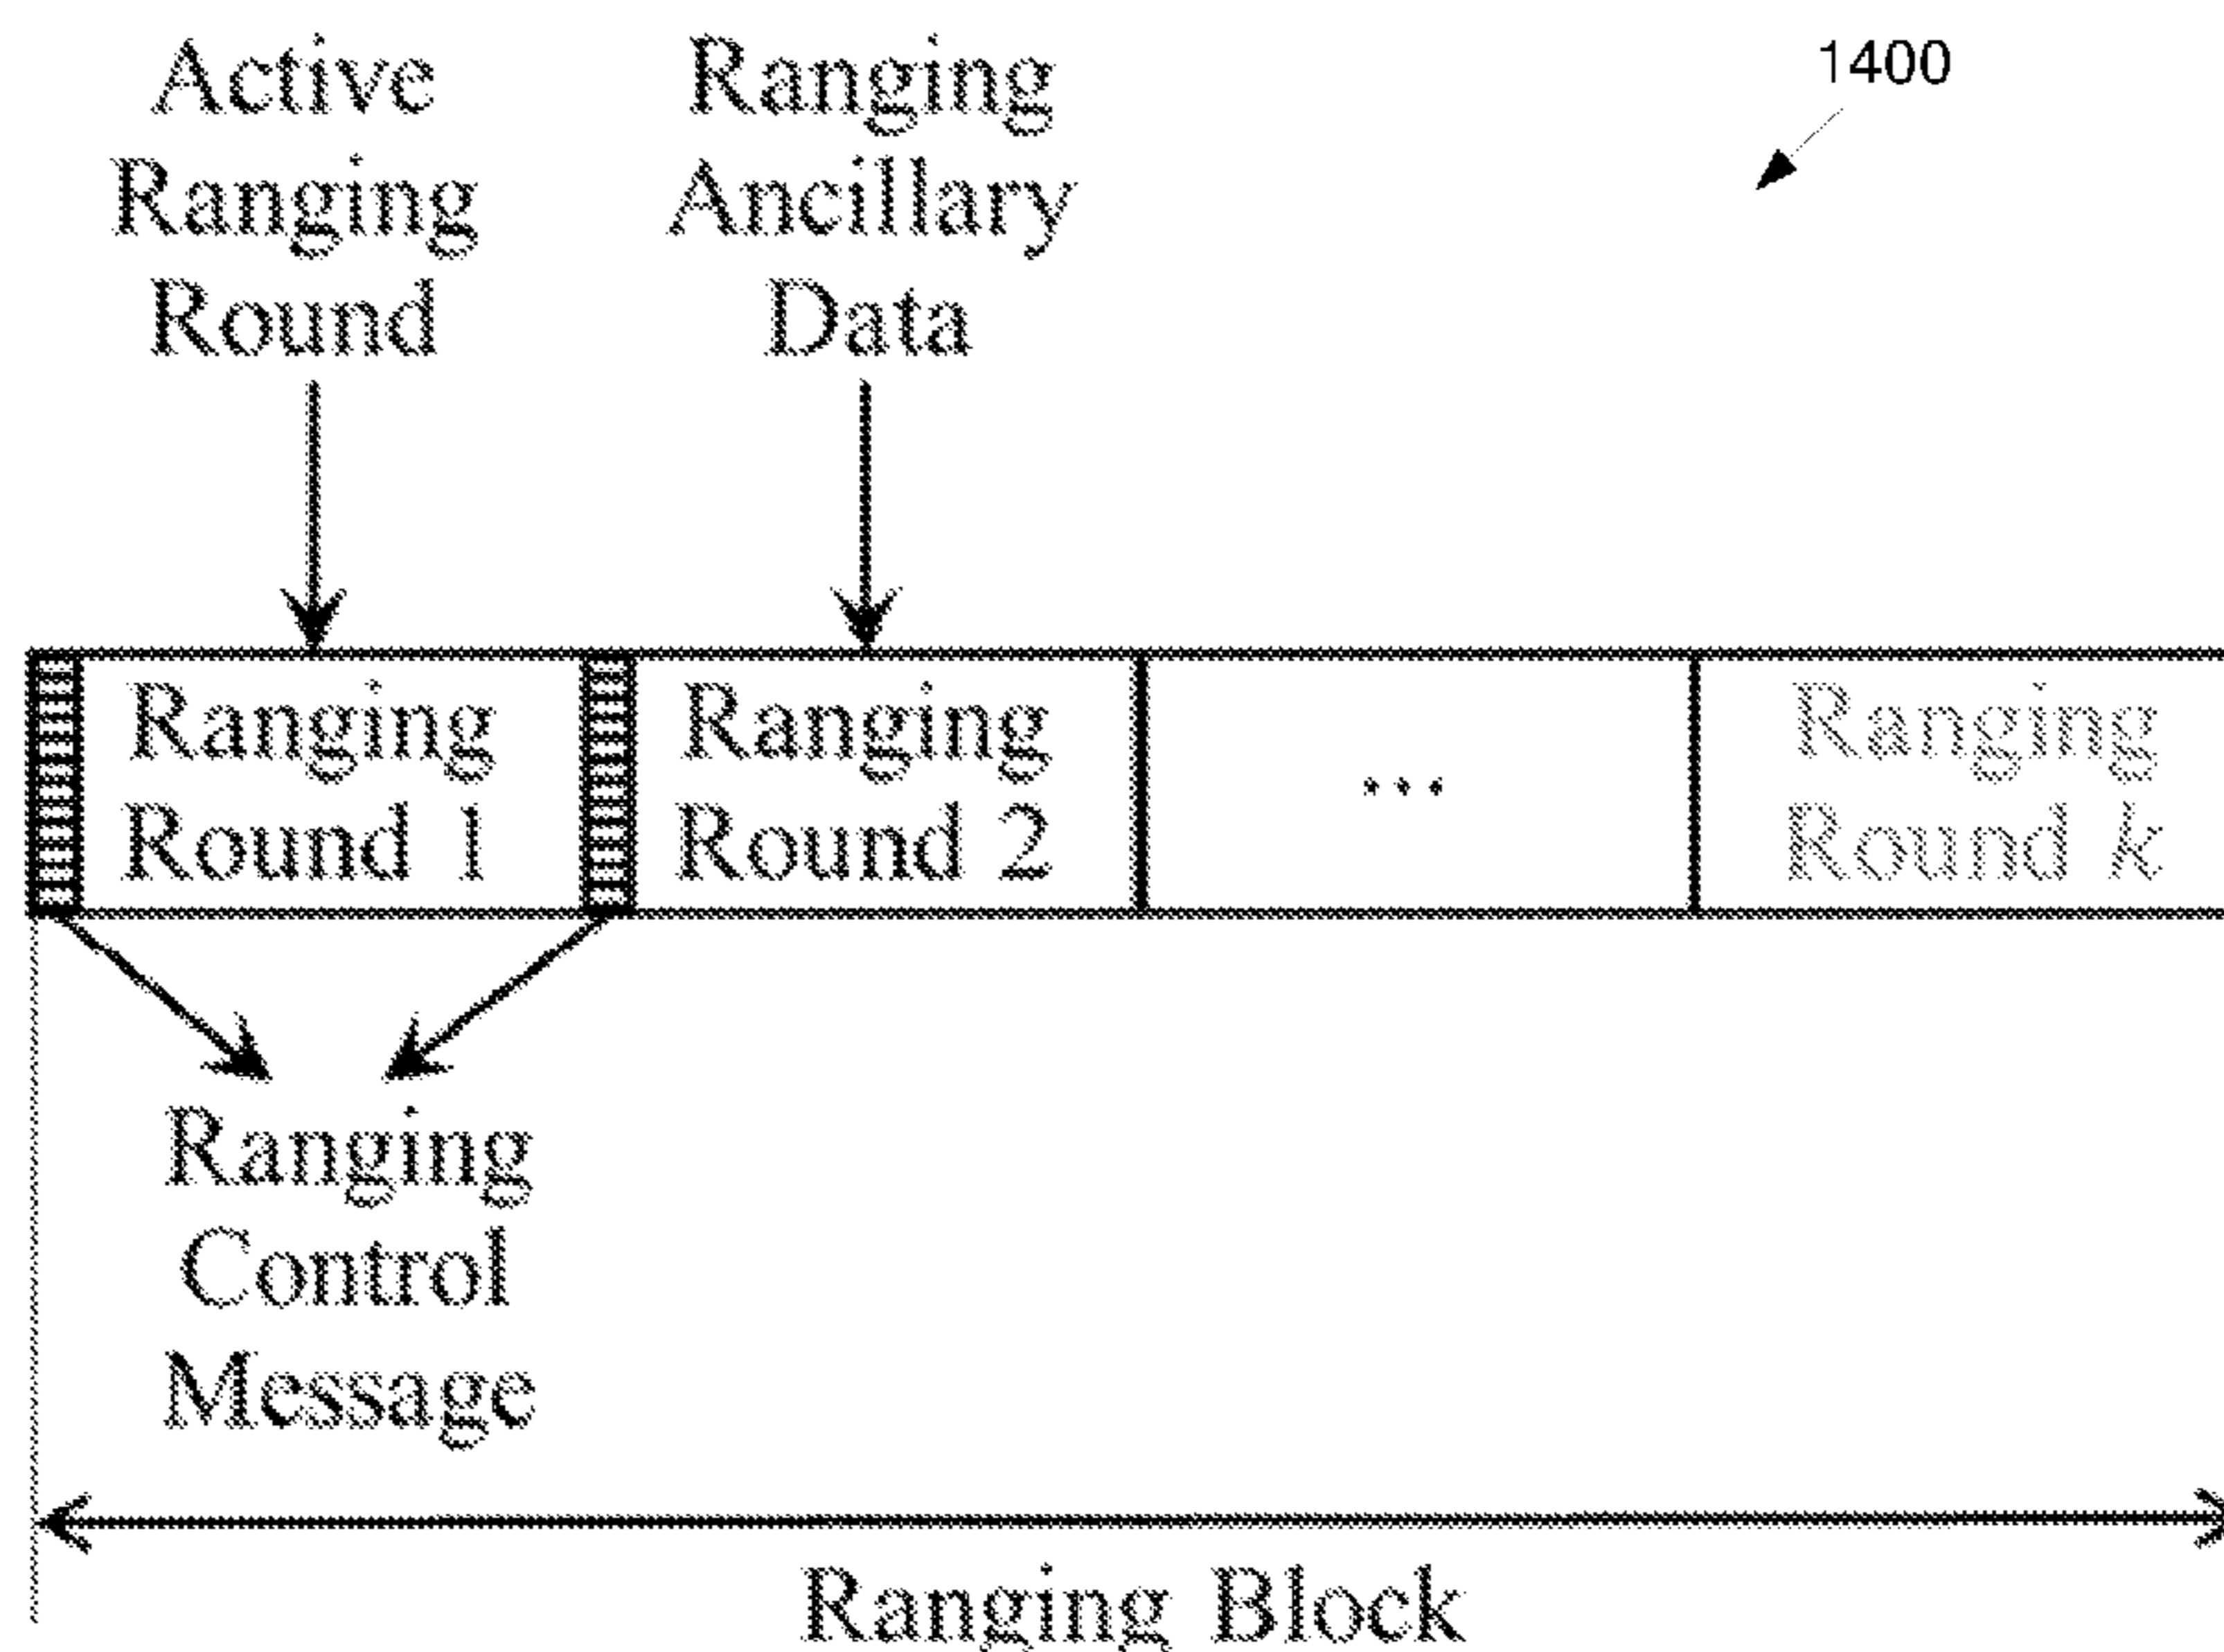 Active
Ranging
Round
Ranging
Ancillary
Data
1400
Ranging
Round 1
Ranging
Round 2
...
Ranging
Round k
Ranging
Control
Message
Ranging Block